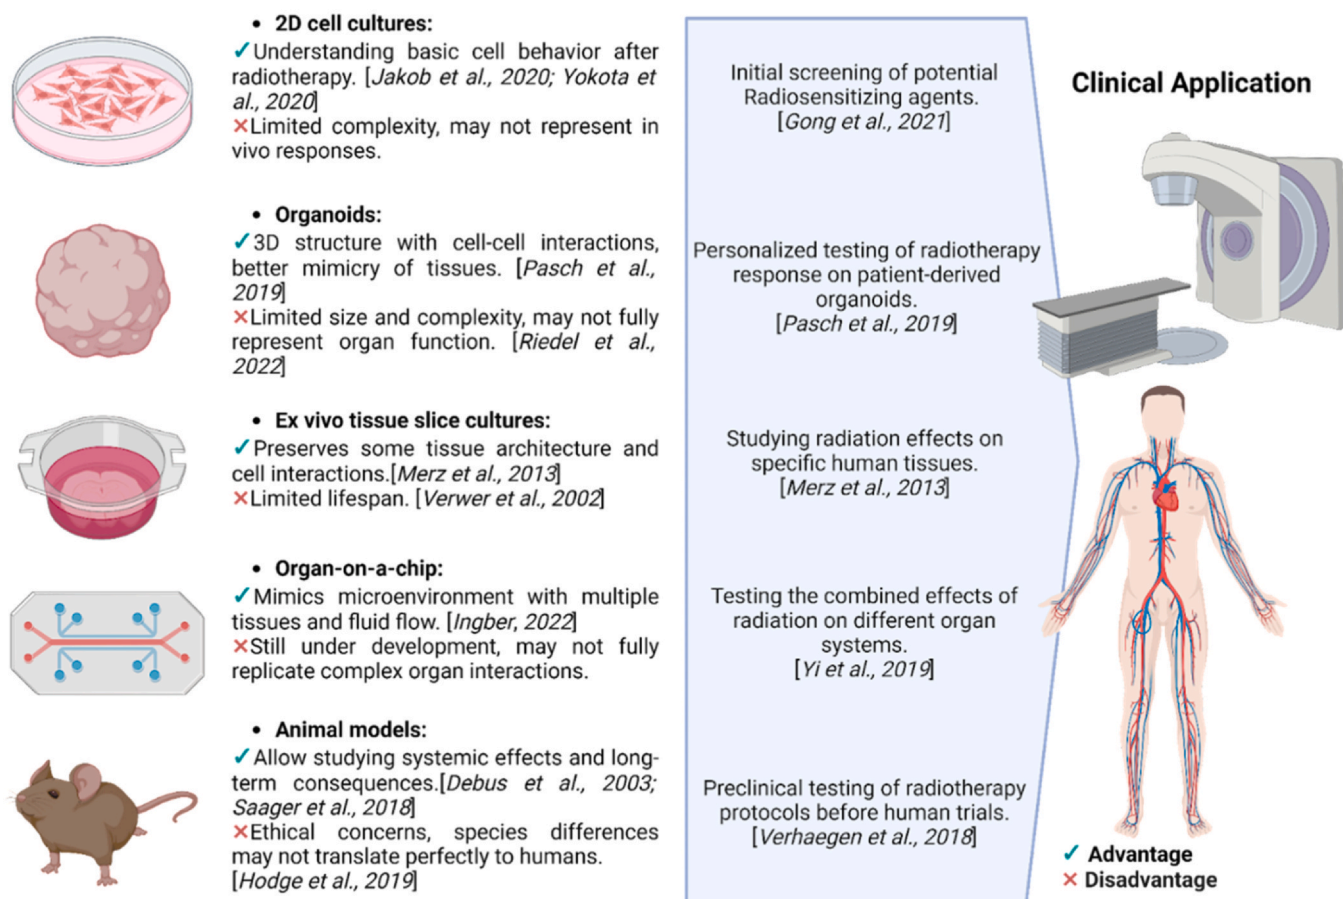 • 2D cell cultures:
✓Understanding basic cell behavior after
radiotherapy. [Jakob et al., 2020; Yokota et
al., 2020]
×Limited complexity, may not represent in
vivo responses.
• Organoids:
✓3D structure with cell-cell interactions,
better mimicry of tissues. [Pasch et al.,
2019]
×Limited size and complexity, may not fully
represent organ function. [Riedel et al.,
2022]
• Ex vivo tissue slice cultures:
✓Preserves some tissue architecture and
cell interactions.[Merz et al., 2013]
×Limited lifespan. [Verwer et al., 2002]
• Organ-on-a-chip:
✓Mimics microenvironment with multiple
tissues and fluid flow. [Ingber, 2022]
×Still under development, may not fully
replicate complex organ interactions.
• Animal models:
✓Allow studying systemic effects and long-
term consequences.[Debus et al., 2003;
Saager et al., 2018]
×Ethical concerns, species differences
may not translate perfectly to humans.
[Hodge et al., 2019]
Initial screening of potential
Radiosensitizing agents.
[Gong et al., 2021]
Personalized testing of radiotherapy
response on patient-derived
organoids.
[Pasch et al., 2019]
Studying radiation effects on
specific human tissues.
[Merz et al., 2013]
Testing the combined effects of
radiation on different organ
systems.
[Yi et al., 2019]
Preclinical testing of radiotherapy
protocols before human trials.
[Verhaegen et al., 2018]
Clinical Application
✓ Advantage
× Disadvantage